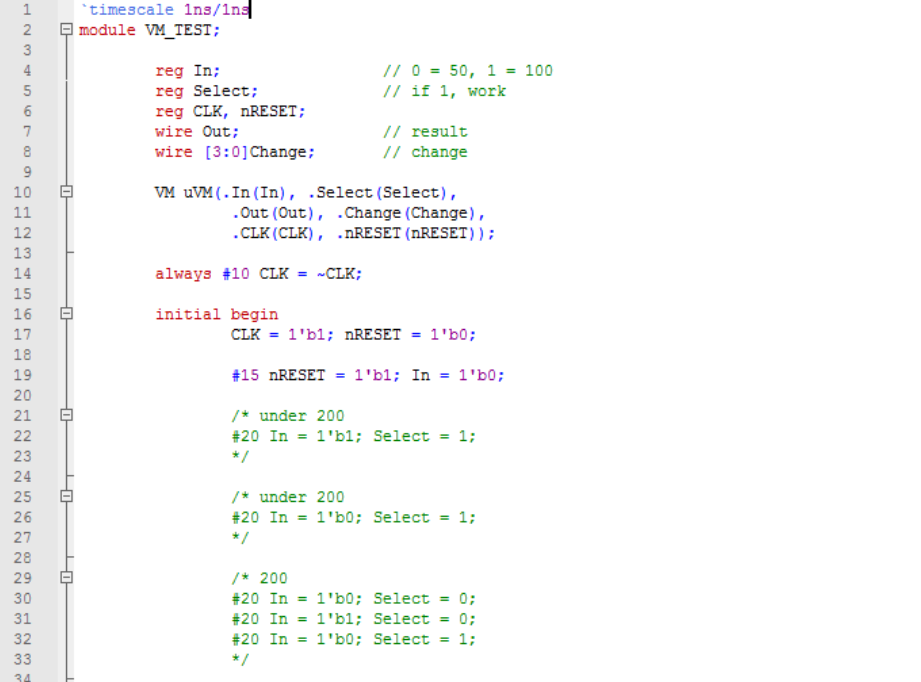 1 `timescale 1ns/1ns
2 module VM_TEST;
3
4 reg In; // 0 = 50, 1 = 100
5 reg Select; // if 1, work
6 reg CLK, nRESET;
7 wire Out; // result
8 wire [3:0]Change; // change
9
10 VM uVM(.In(In), .Select(Select),
11 .Out(Out), .Change(Change),
12 .CLK(CLK), .nRESET(nRESET));
13
14 always #10 CLK = ~CLK;
15
16 initial begin
17 CLK = 1'b1; nRESET = 1'b0;
18
19 #15 nRESET = 1'b1; In = 1'b0;
20
21 /* under 200
22 #20 In = 1'b1; Select = 1;
23 */
24
25 /* under 200
26 #20 In = 1'b0; Select = 1;
27 */
28
29 /* 200
30 #20 In = 1'b0; Select = 0;
31 #20 In = 1'b1; Select = 0;
32 #20 In = 1'b0; Select = 1;
33 */
34